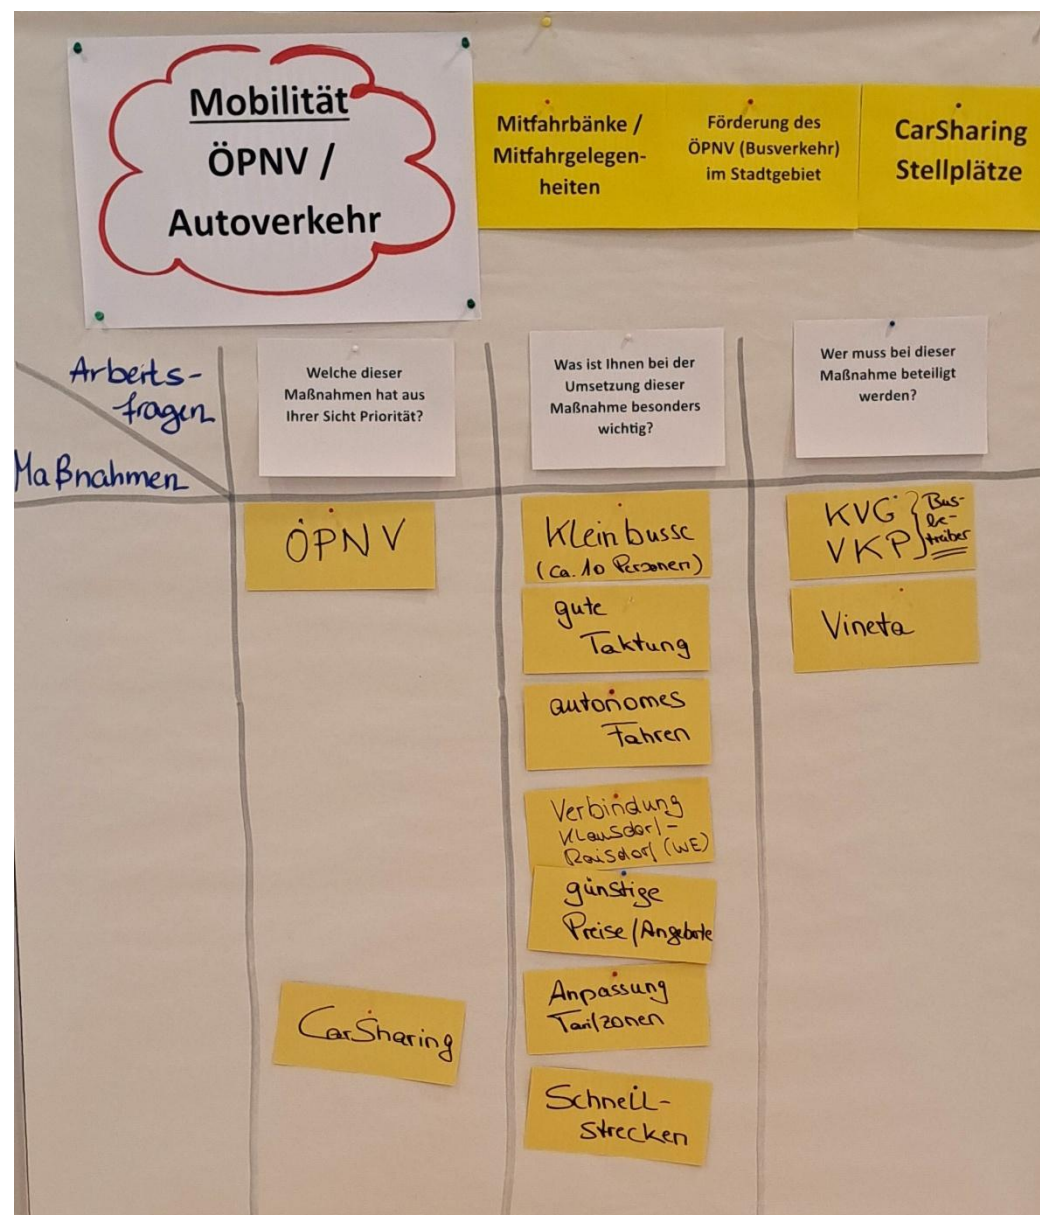 Mobilität
ÖPNV /
Autoverkehr
Mitfahrbänke /
Mitfahrgelegen-
heiten
Förderung des
ÖPNV (Busverkehr)
im Stadtgebiet
CarSharing
Stellplätze
Arbeits-
fragen
Maßnahmen
Welche dieser
Maßnahmen hat aus
Ihrer Sicht Priorität?
Was ist Ihnen bei der
Umsetzung dieser
Maßnahme besonders
wichtig?
Wer muss bei dieser
Maßnahme beteiligt
werden?
ÖPNV
CarSharing
Kleinbusse
(ca. 10 Personen)
gute
Taktung
autonomes
Fahren
Verbindung
Klausdorf-
Raisdorf (WE)
günstige
Preise/Angebote
Anpassung
Tarifzonen
Schnell-
strecken
KVG
VKP
Bus-
be-
treiber
Vineta